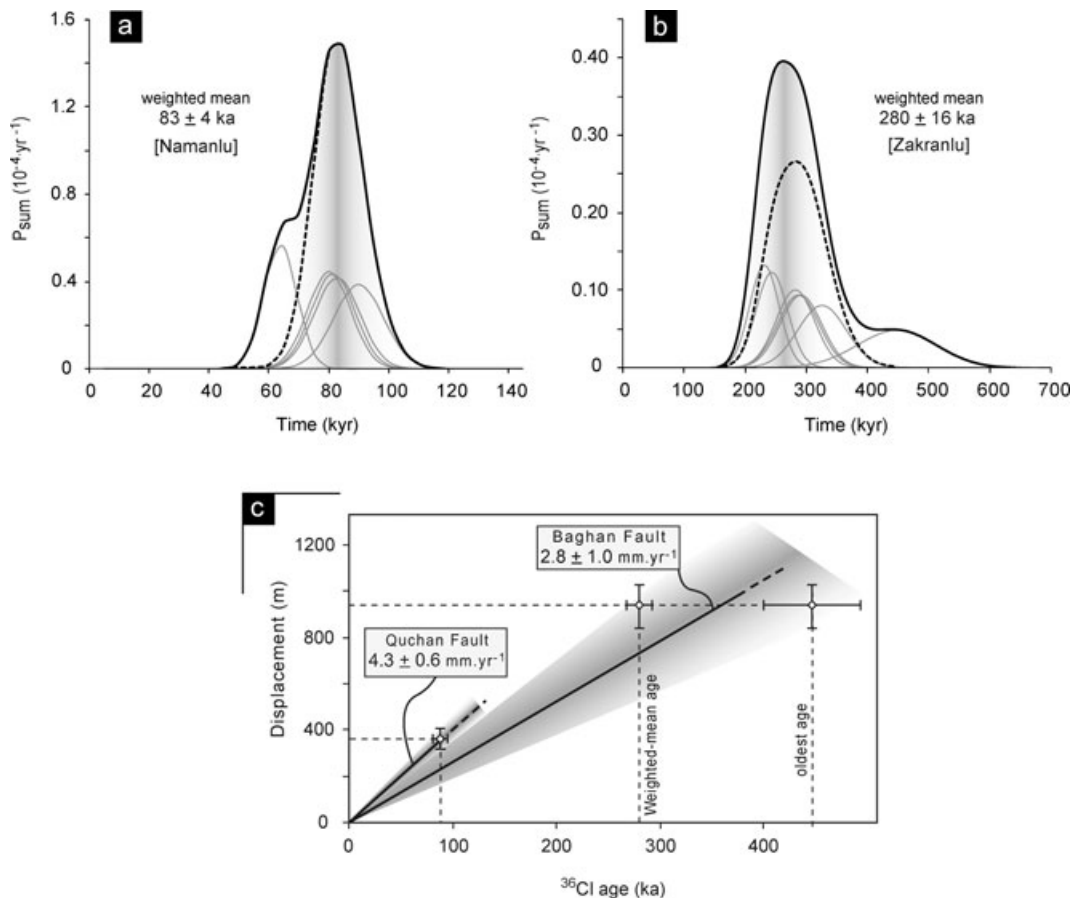 a
weighted mean
83 ± 4 ka
[Namanlu]
Psum (10⁻⁴.yr⁻¹)
1.6
1.2
0.8
0.4
0
0 20 40 60 80 100 120 140
Time (kyr)
b
weighted mean
280 ± 16 ka
[Zakranlu]
Psum (10⁻⁴.yr⁻¹)
0.40
0.30
0.20
0.10
0
0 100 200 300 400 500 600 700
Time (kyr)
c
Baghan Fault
2.8 ± 1.0 mm.yr⁻¹
Quchan Fault
4.3 ± 0.6 mm.yr⁻¹
Weighted-mean age
oldest age
Displacement (m)
1200
800
400
0
0 100 200 300 400
³⁶Cl age (ka)